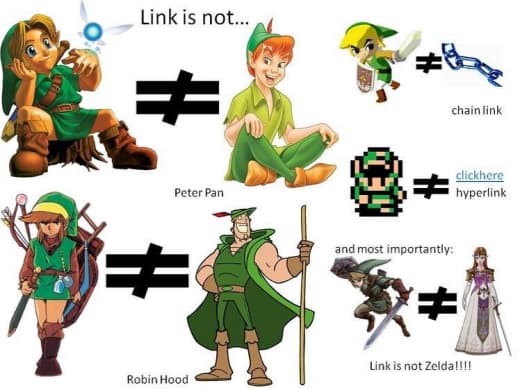 Link is not...
≠
Peter Pan
≠
chain link
≠
clickhere
hyperlink
≠
Robin Hood
and most importantly:
≠
Link is not Zelda!!!!